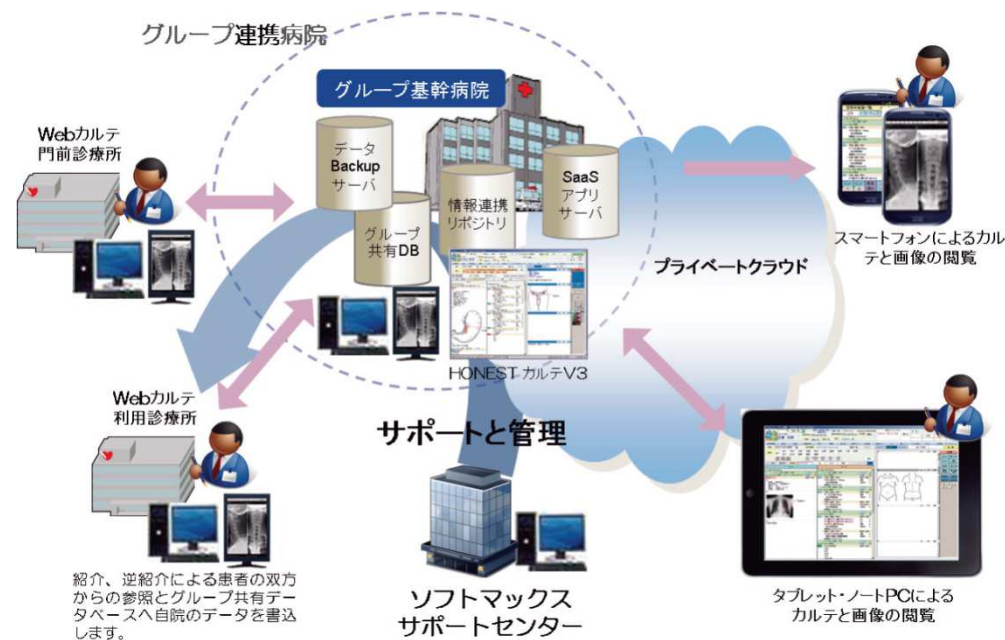 グループ連携病院
グループ基幹病院
Webカルテ
門前診療所
データ
Backup
サーバ
SaaS
アプリ
サーバ
情報連携
リポジトリ
グループ
共有DB
プライベートクラウド
スマートフォンによるカル
テと画像の閲覧
HONEST カルテV3
Webカルテ
利用診療所
サポートと管理
紹介、逆紹介による患者の双方
からの参照とグループ共有デー
タベースへ自院のデータを書込
します。
ソフトマックス
サポートセンター
タブレット・ノートPCによる
カルテと画像の閲覧